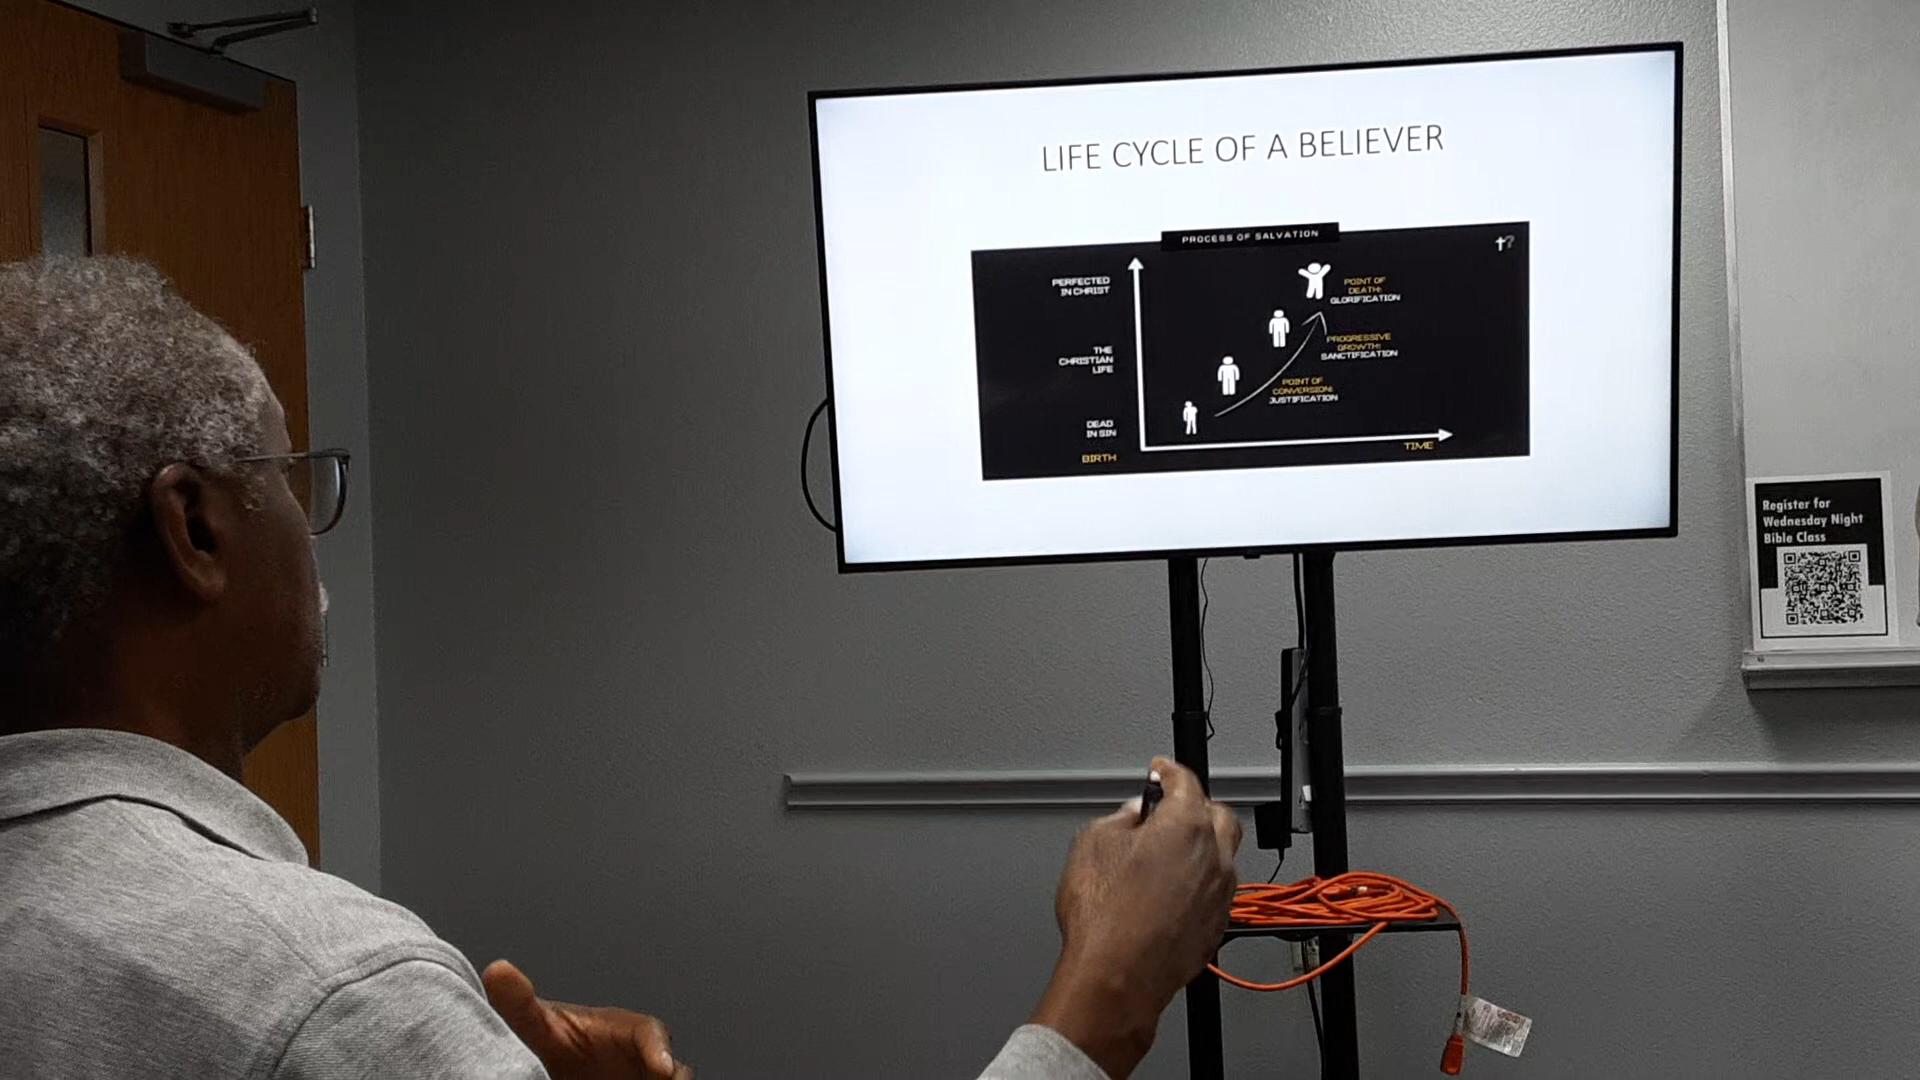 LIFE CYCLE OF A BELIEVER
PROCESS OF SALVATION
†?
PERFECTED
IN CHRIST
THE
CHRISTIAN
LIFE
DEAD
IN SIN
BIRTH
POINT OF
DEATH:
GLORIFICATION
PROGRESSIVE
GROWTH:
SANCTIFICATION
POINT OF
CONVERSION:
JUSTIFICATION
TIME
Register for
Wednesday Night
Bible Class